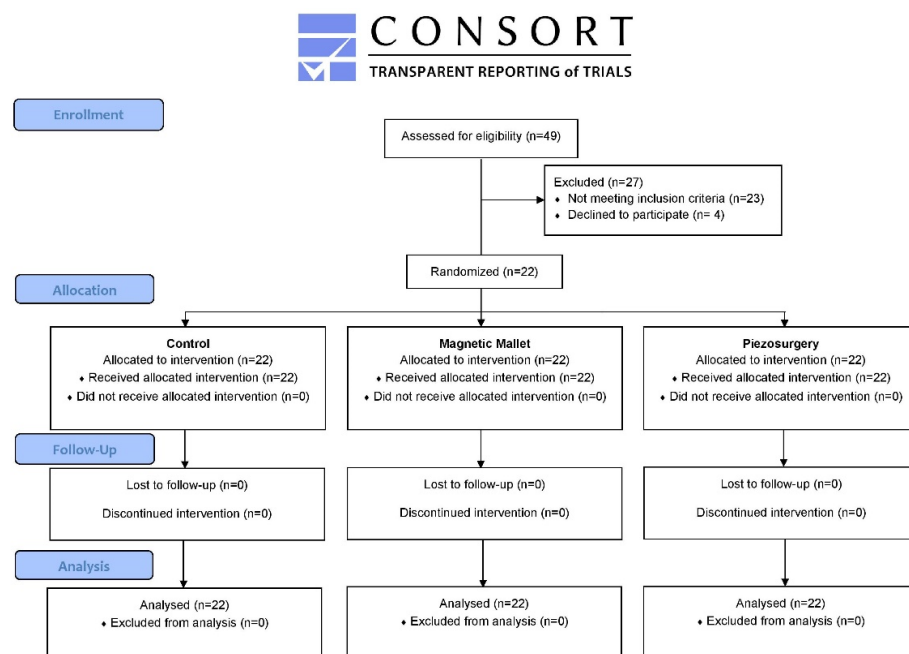 CONSORT
TRANSPARENT REPORTING of TRIALS
Enrollment
Assessed for eligibility (n=49)
Excluded (n=27)
♦ Not meeting inclusion criteria (n=23)
♦ Declined to participate (n= 4)
Randomized (n=22)
Allocation
Control
Allocated to intervention (n=22)
♦ Received allocated intervention (n=22)
♦ Did not receive allocated intervention (n=0)
Magnetic Mallet
Allocated to intervention (n=22)
♦ Received allocated intervention (n=22)
♦ Did not receive allocated intervention (n=0)
Piezosurgery
Allocated to intervention (n=22)
♦ Received allocated intervention (n=22)
♦ Did not receive allocated intervention (n=0)
Follow-Up
Lost to follow-up (n=0)
Discontinued intervention (n=0)
Lost to follow-up (n=0)
Discontinued intervention (n=0)
Lost to follow-up (n=0)
Discontinued intervention (n=0)
Analysis
Analysed (n=22)
♦ Excluded from analysis (n=0)
Analysed (n=22)
♦ Excluded from analysis (n=0)
Analysed (n=22)
♦ Excluded from analysis (n=0)